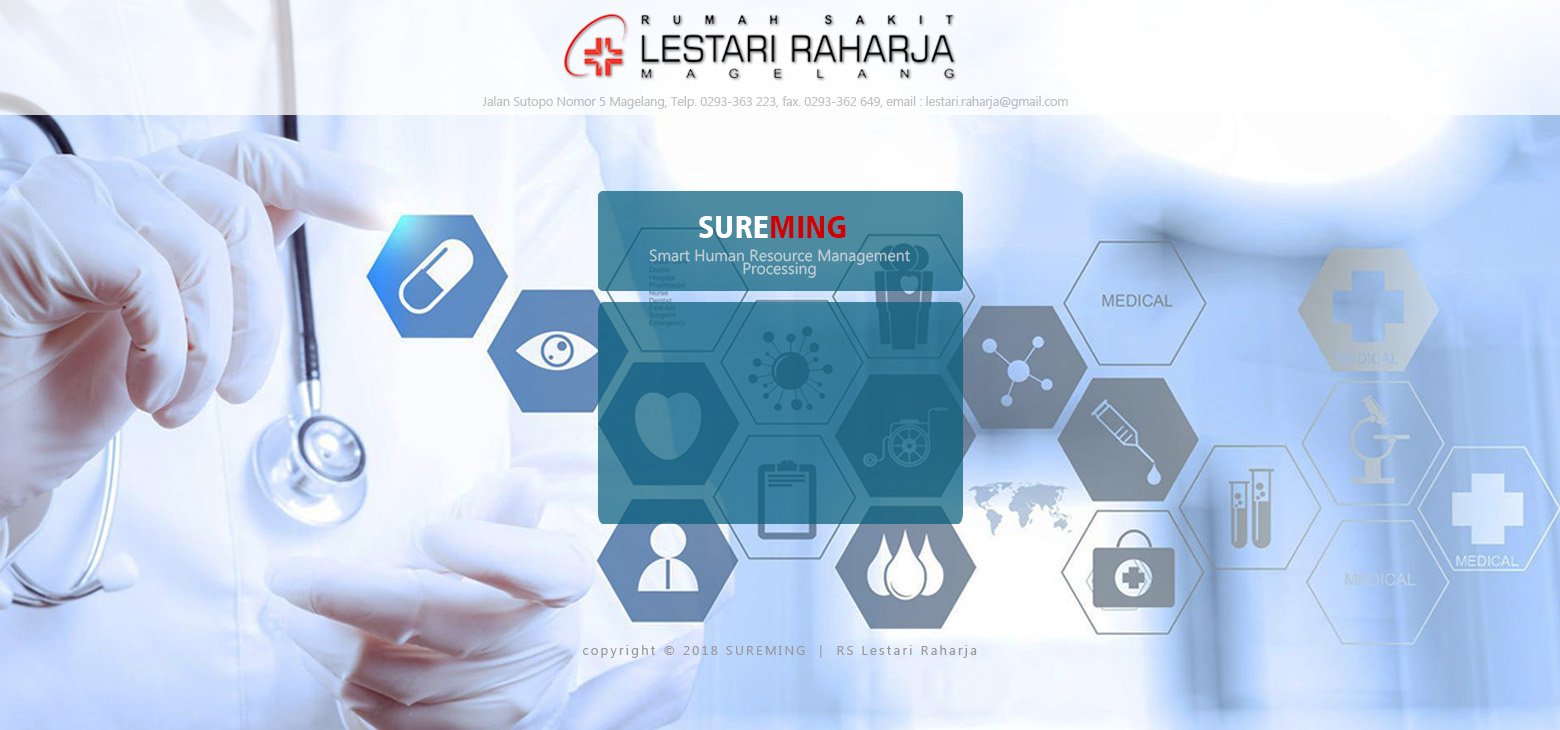 RUMAH SAKIT
LESTARI RAHARJA
MAGELANG
Jalan Sutopo Nomor 5 Magelang, Telp. 0293-363 223, fax. 0293-362 649, email : lestari.raharja@gmail.com
SUREMING
Smart Human Resource Management
Processing
Doctor
Hospital
Pharmacist
Nurse
Dentist
First Aid
Surgeon
Emergency
MEDICAL
MEDICAL
MEDICAL
MEDICAL
copyright © 2018 SUREMING | RS Lestari Raharja